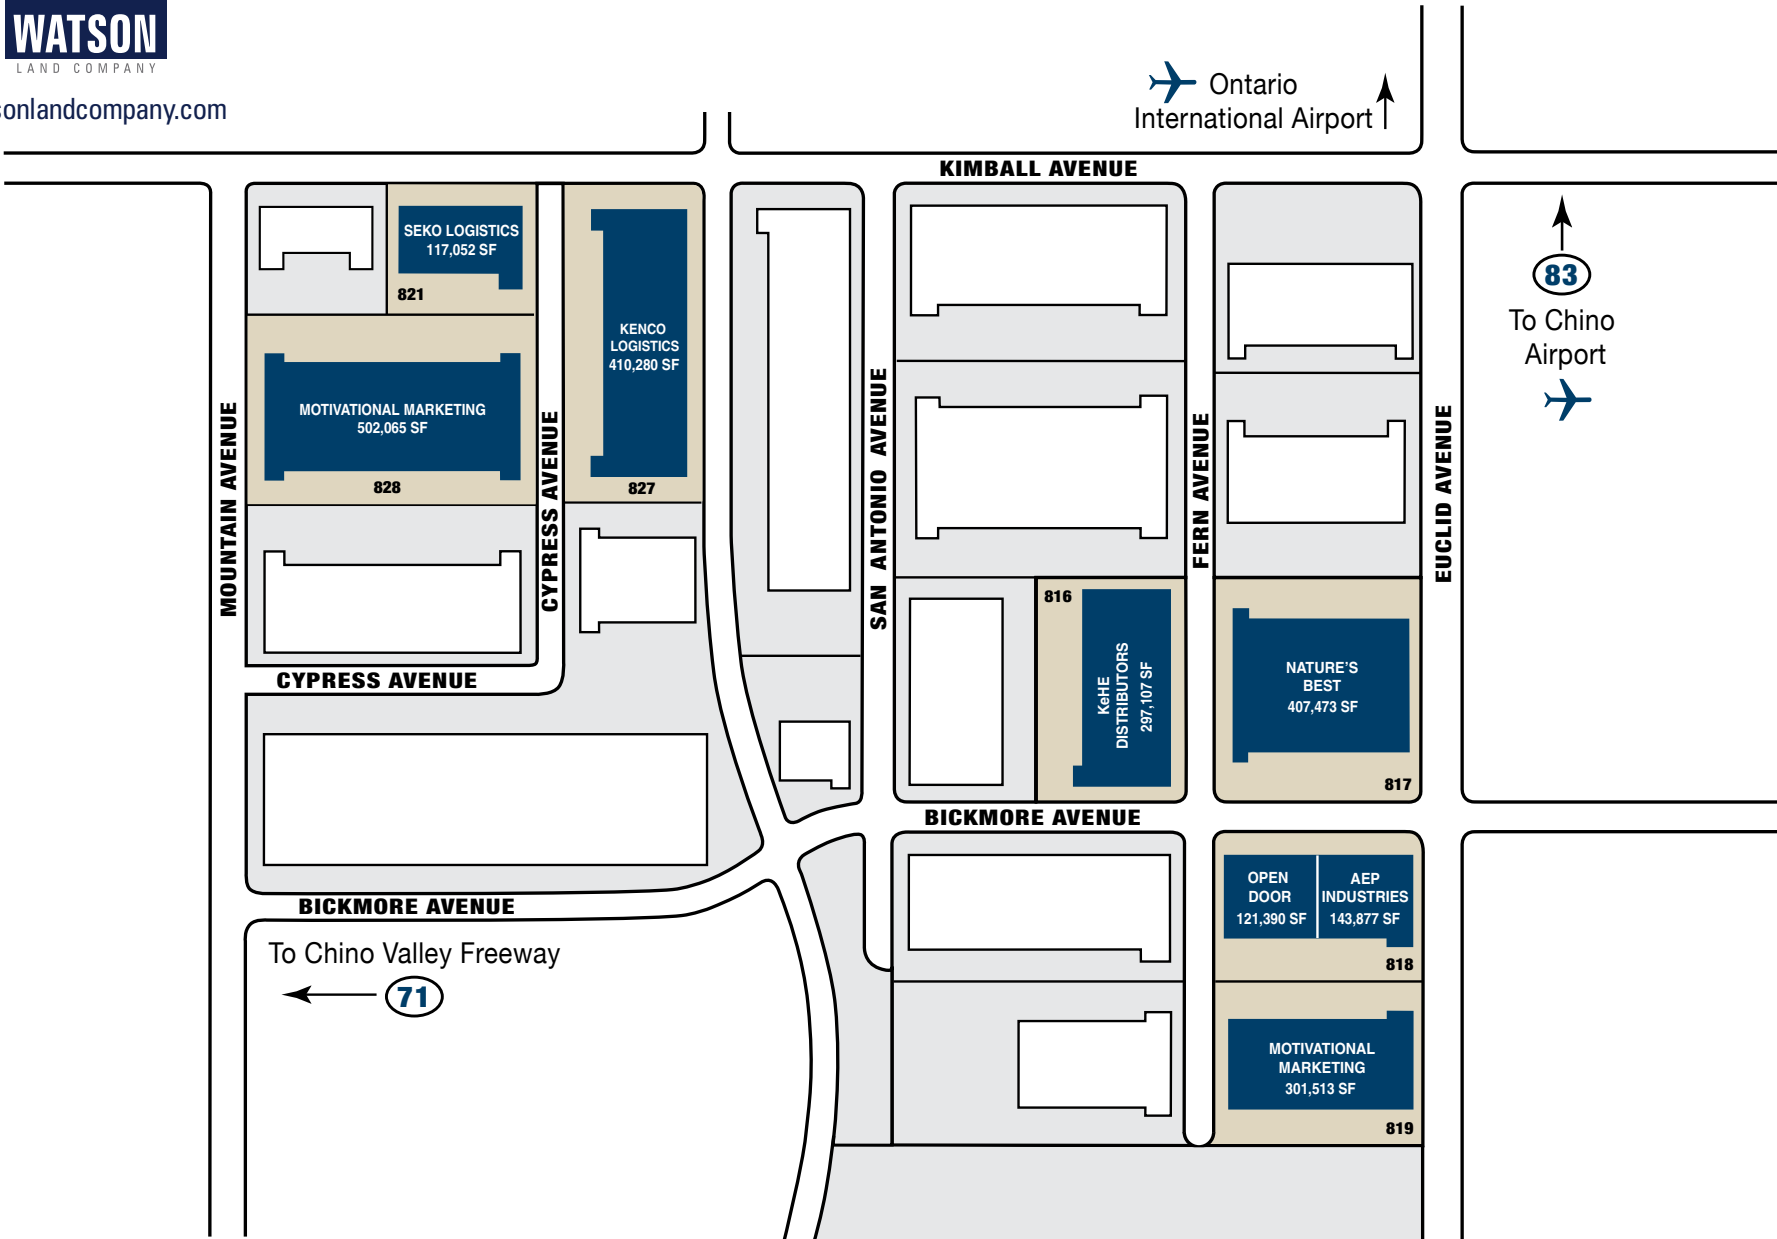 WATSON
LAND COMPANY
sonlandcompany.com
Ontario
International Airport
KIMBALL AVENUE
SEKO LOGISTICS
117,052 SF
821
KENCO
LOGISTICS
410,280 SF
827
MOTIVATIONAL MARKETING
502,065 SF
828
83
To Chino
Airport
MOUNTAIN AVENUE
CYPRESS AVENUE
SAN ANTONIO AVENUE
FERN AVENUE
EUCLID AVENUE
816
KeHE
DISTRIBUTORS
297,107 SF
NATURE'S
BEST
407,473 SF
817
CYPRESS AVENUE
BICKMORE AVENUE
OPEN
DOOR
121,390 SF
AEP
INDUSTRIES
143,877 SF
818
BICKMORE AVENUE
To Chino Valley Freeway
71
MOTIVATIONAL
MARKETING
301,513 SF
819